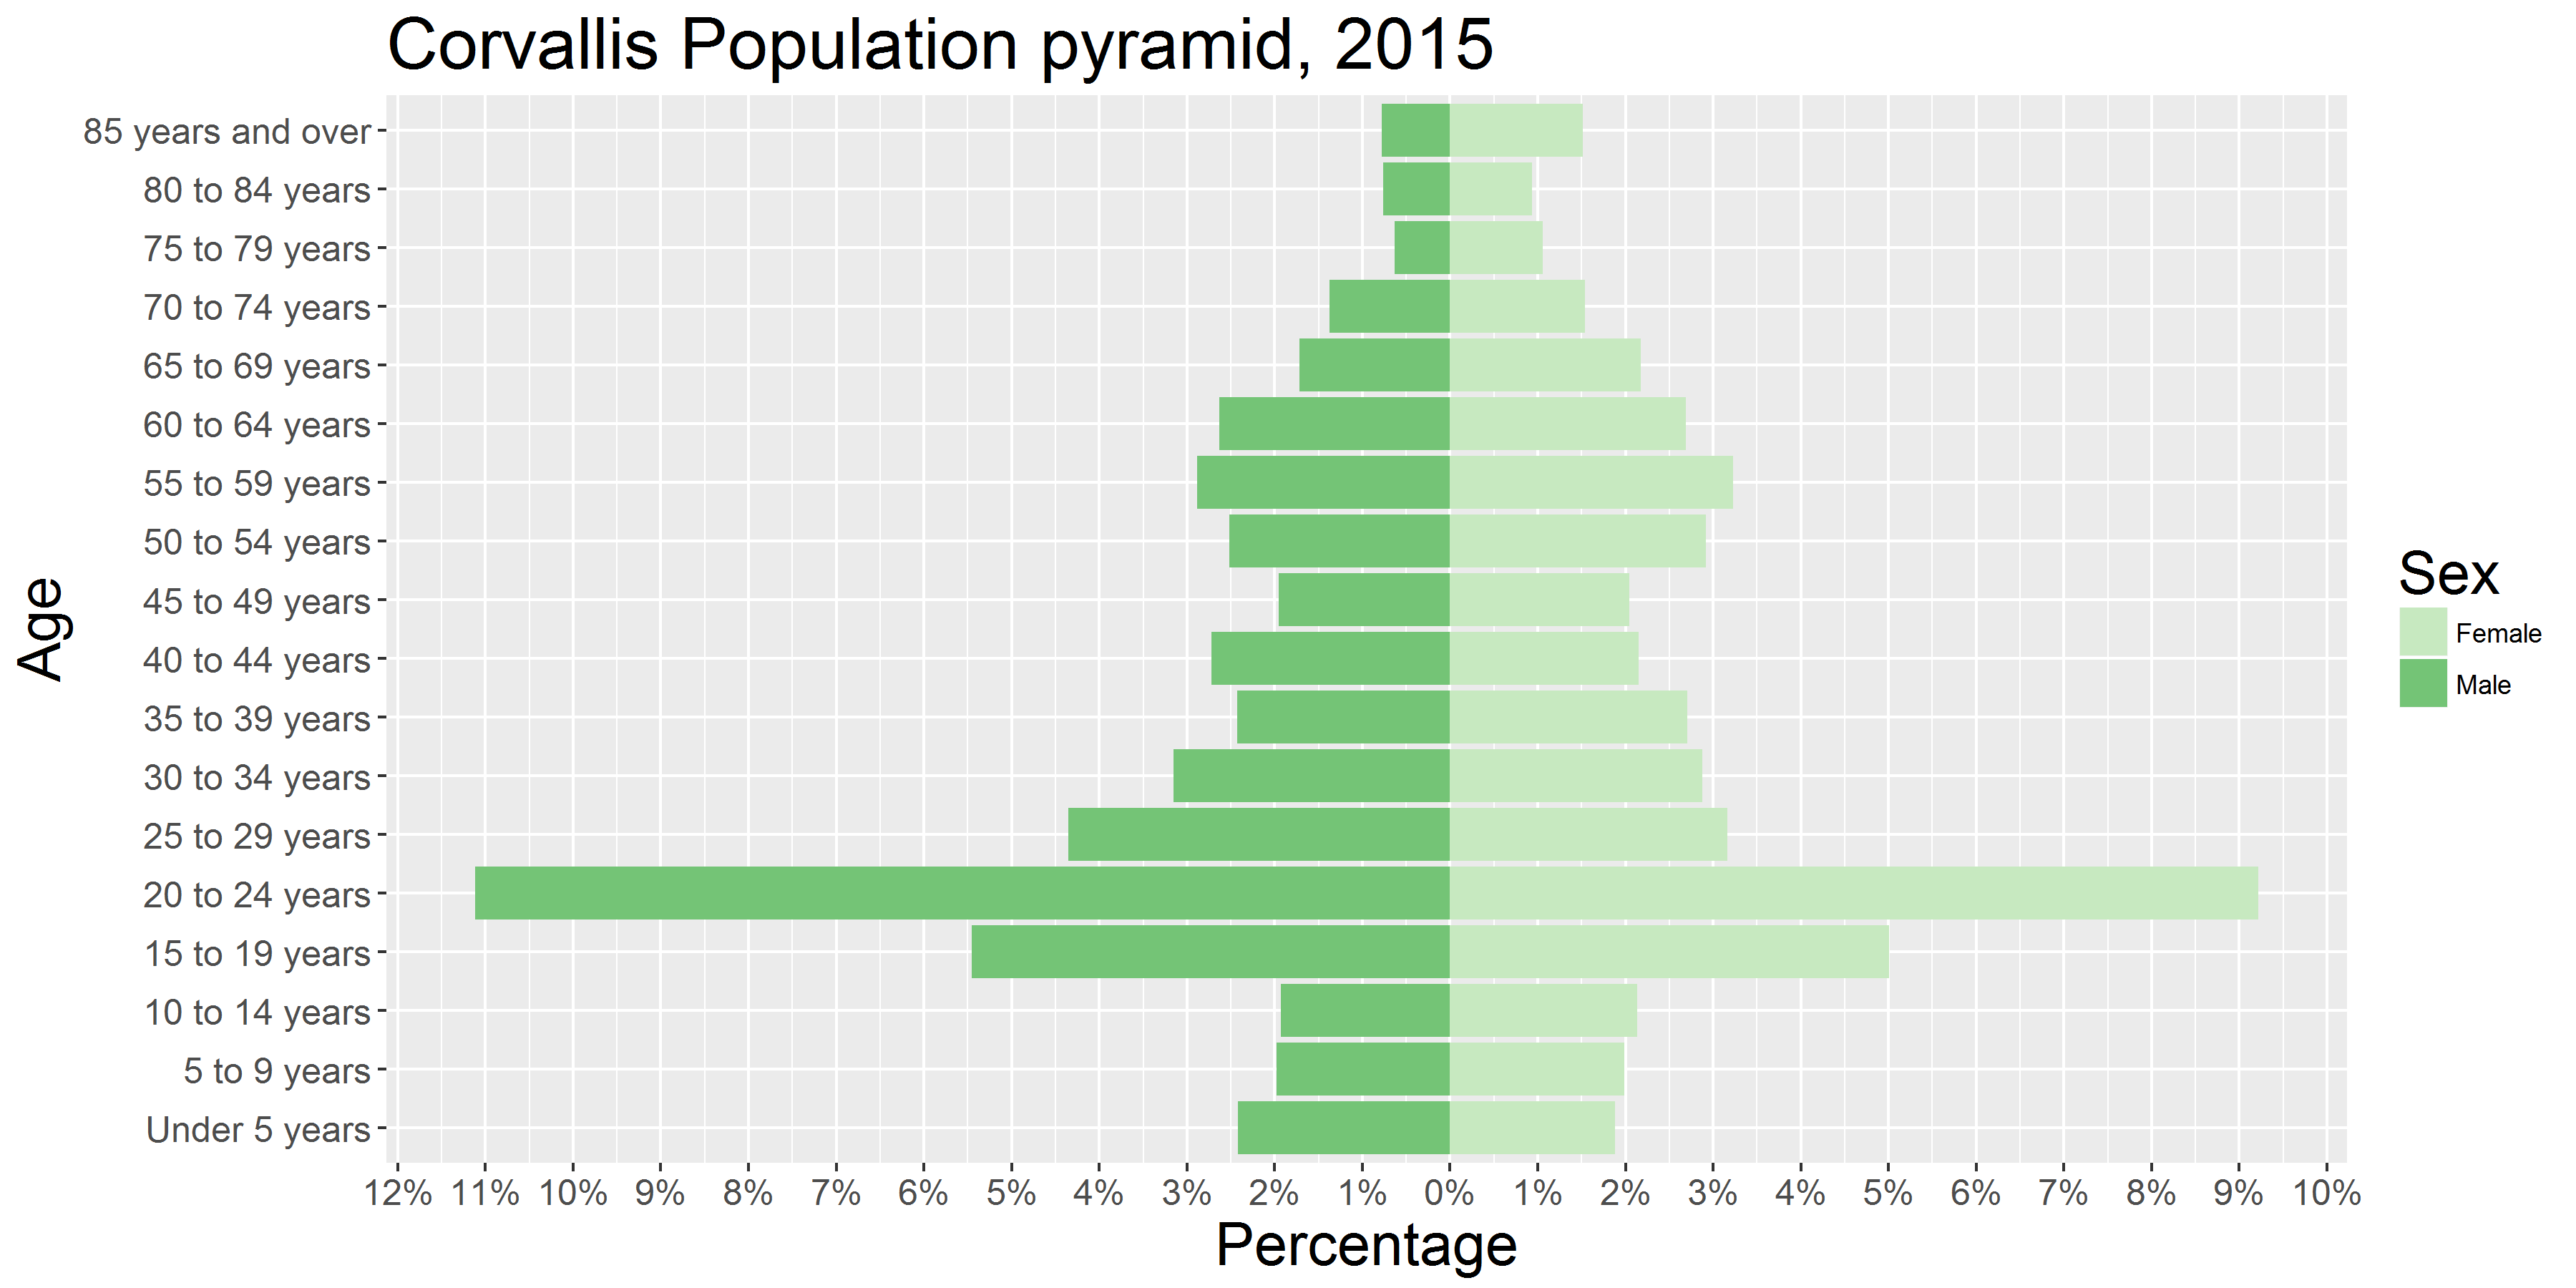 Corvallis Population pyramid, 2015
85 years and over
80 to 84 years
75 to 79 years
70 to 74 years
65 to 69 years
60 to 64 years
55 to 59 years
50 to 54 years
45 to 49 years
40 to 44 years
35 to 39 years
30 to 34 years
25 to 29 years
20 to 24 years
15 to 19 years
10 to 14 years
5 to 9 years
Under 5 years
Age
12% 11% 10% 9% 8% 7% 6% 5% 4% 3% 2% 1% 0% 1% 2% 3% 4% 5% 6% 7% 8% 9% 10%
Percentage
Sex
Female
Male